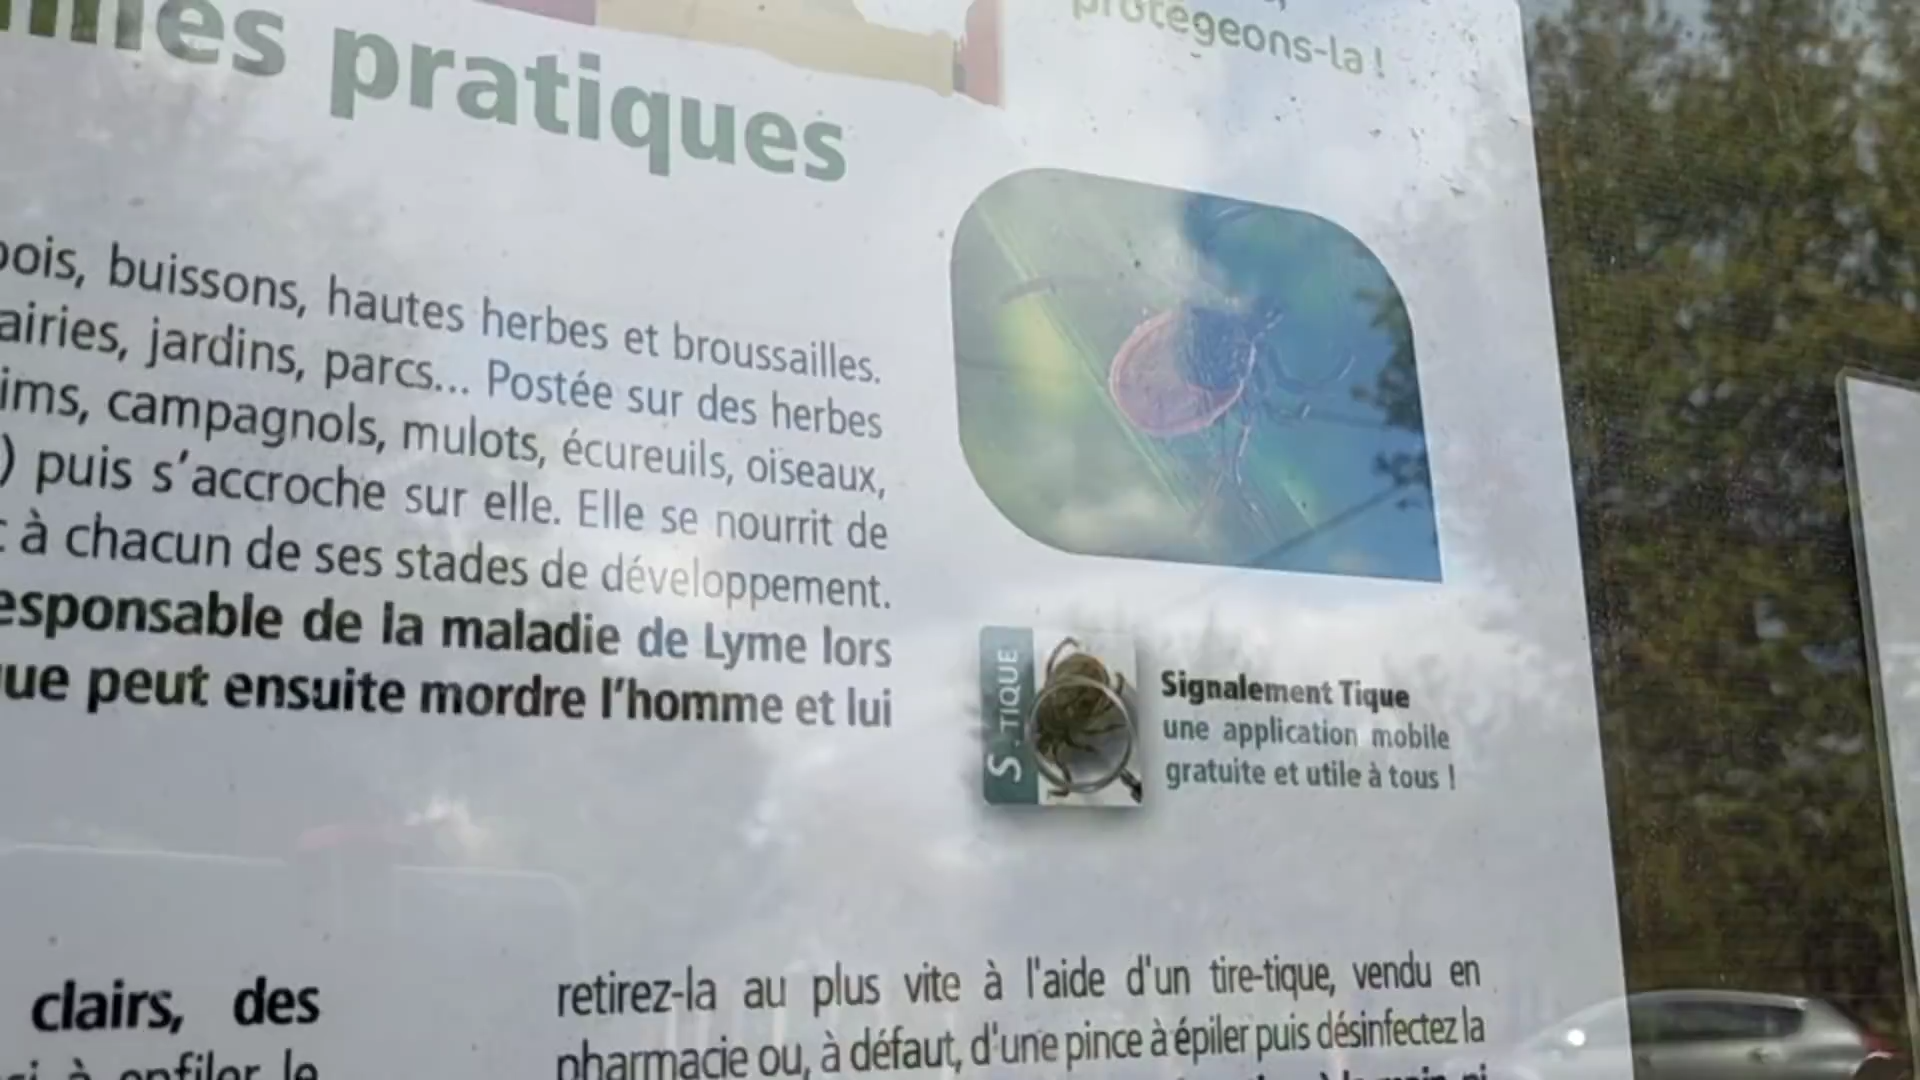 protégeons-la !
pratiques
bois, buissons, hautes herbes et broussailles.
airies, jardins, parcs... Postée sur des herbes
ims, campagnols, mulots, écureuils, oiseaux,
) puis s'accroche sur elle. Elle se nourrit de
à chacun de ses stades de développement.
esponsable de la maladie de Lyme lors
ue peut ensuite mordre l'homme et lui
S.TIQUE
Signalement Tique
une application mobile
gratuite et utile à tous !
clairs, des
à enfiler le
retirez-la au plus vite à l'aide d'un tire-tique, vendu en
pharmacie ou, à défaut, d'une pince à épiler puis désinfectez la